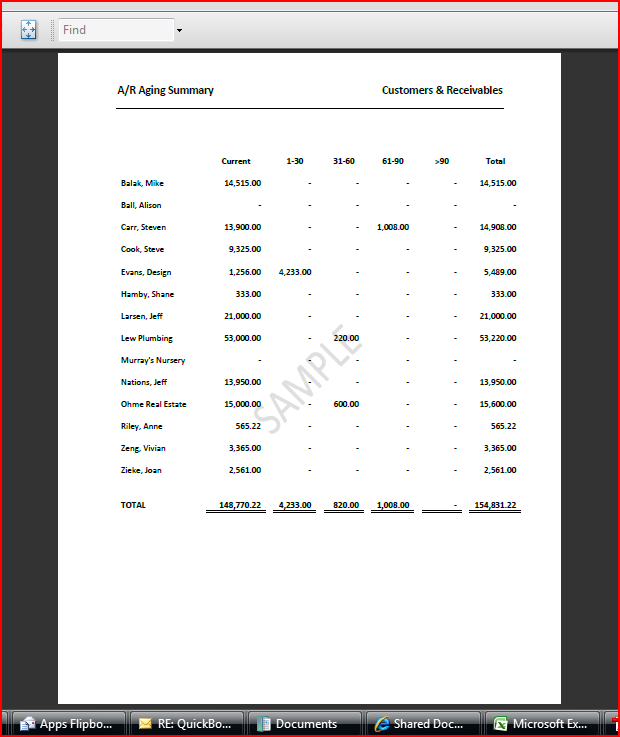 Find
A/R Aging Summary Customers & Receivables
Current 1-30 31-60 61-90 >90 Total
Balak, Mike 14,515.00 - - - - 14,515.00
Ball, Alison - - - - - -
Carr, Steven 13,900.00 - - 1,008.00 - 14,908.00
Cook, Steve 9,325.00 - - - - 9,325.00
Evans, Design 1,256.00 4,233.00 - - - 5,489.00
Hamby, Shane 333.00 - - - - 333.00
Larsen, Jeff 21,000.00 - - - - 21,000.00
Lew Plumbing 53,000.00 - 220.00 - - 53,220.00
Murray's Nursery - - - - - -
Nations, Jeff 13,950.00 - - - - 13,950.00
Ohme Real Estate 15,000.00 - 600.00 - - 15,600.00
Riley, Anne 565.22 - - - - 565.22
Zeng, Vivian 3,365.00 - - - - 3,365.00
Zieke, Joan 2,561.00 - - - - 2,561.00
SAMPLE
TOTAL 148,770.22 4,233.00 820.00 1,008.00 - 154,831.22
Apps Flipbo... RE: QuickBo... Documents Shared Doc... Microsoft Ex...